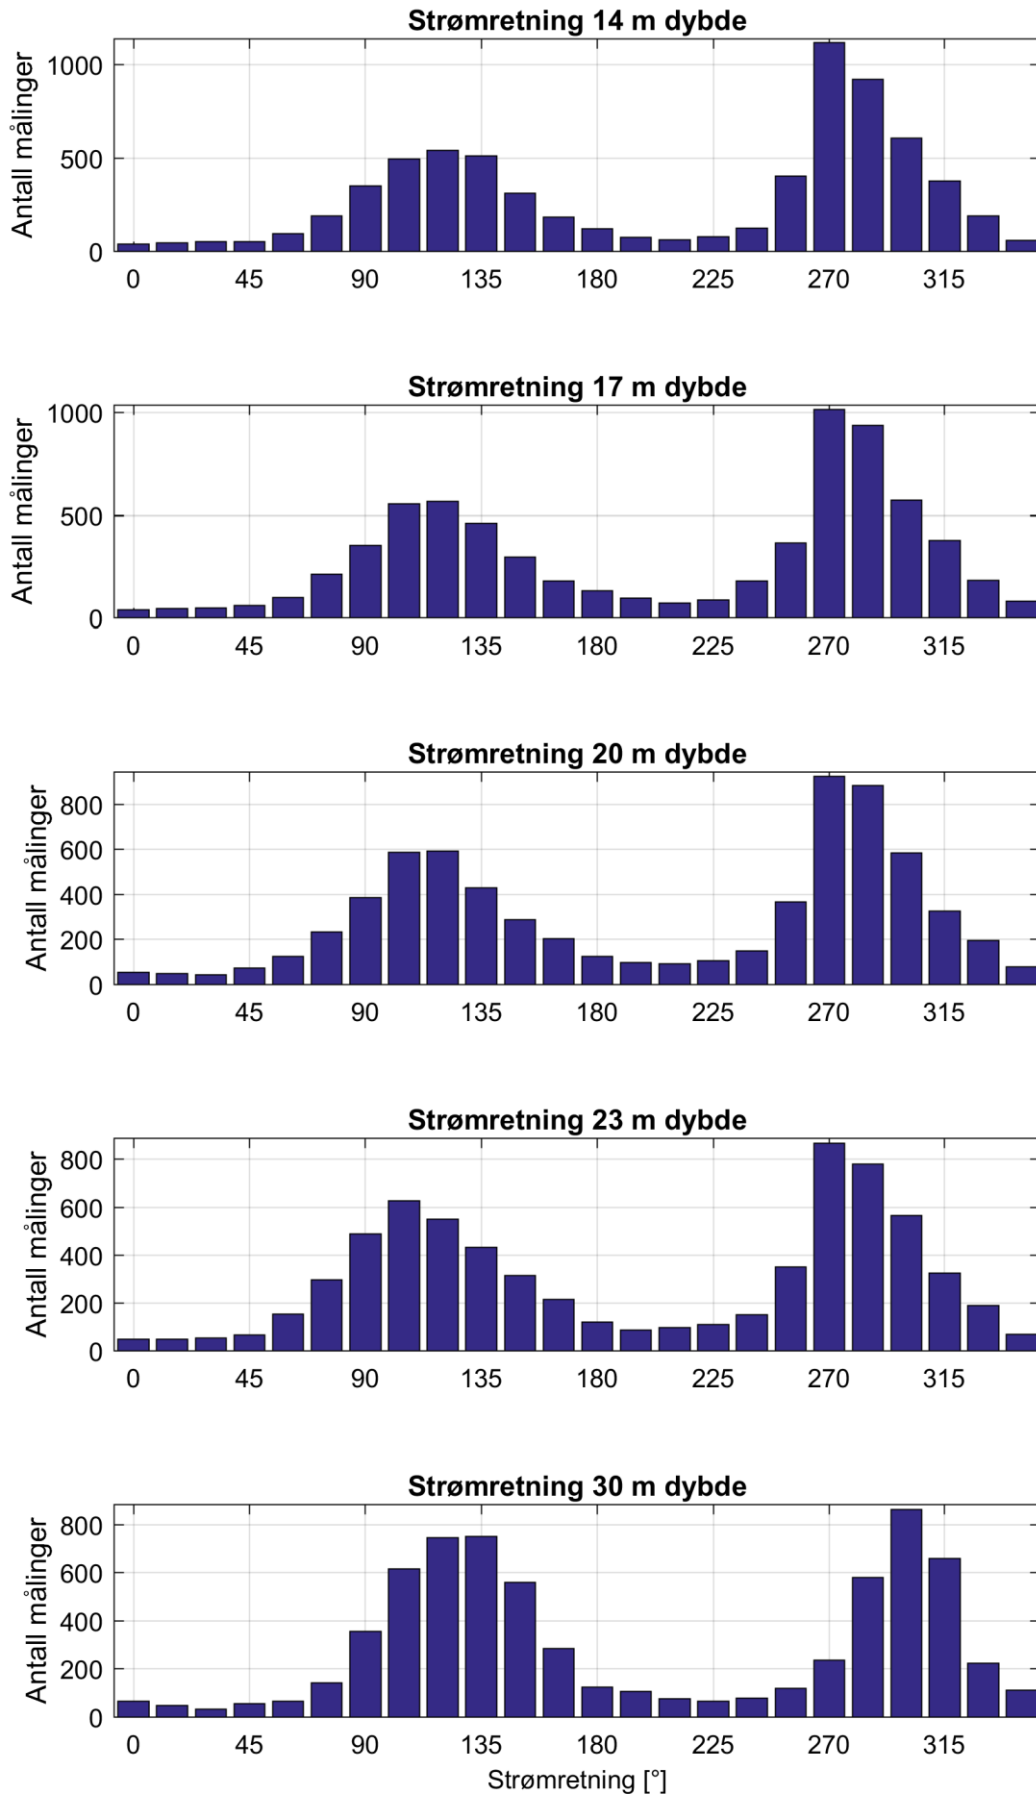 Strømretning 14 m dybde
Antall målinger
1000
500
0
0 45 90 135 180 225 270 315
Strømretning 17 m dybde
Antall målinger
1000
500
0
0 45 90 135 180 225 270 315
Strømretning 20 m dybde
Antall målinger
800
600
400
200
0
0 45 90 135 180 225 270 315
Strømretning 23 m dybde
Antall målinger
800
600
400
200
0
0 45 90 135 180 225 270 315
Strømretning 30 m dybde
Antall målinger
800
600
400
200
0
0 45 90 135 180 225 270 315
Strømretning [°]